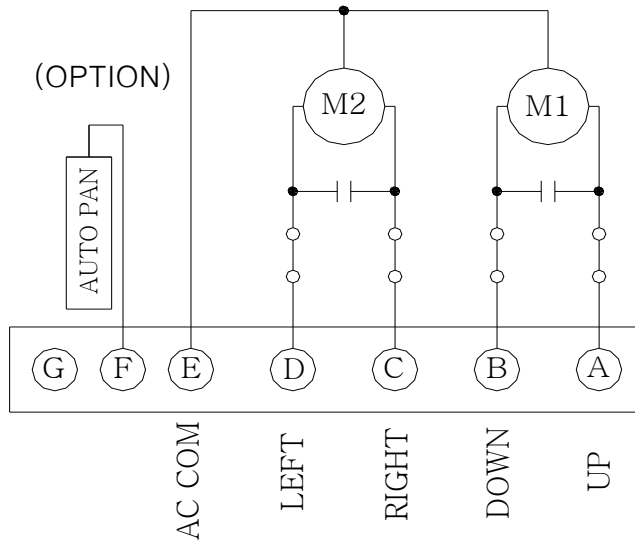 (OPTION)
M2
M1
AUTO PAN
G F E D C B A
AC COM
LEFT
RIGHT
DOWN
UP